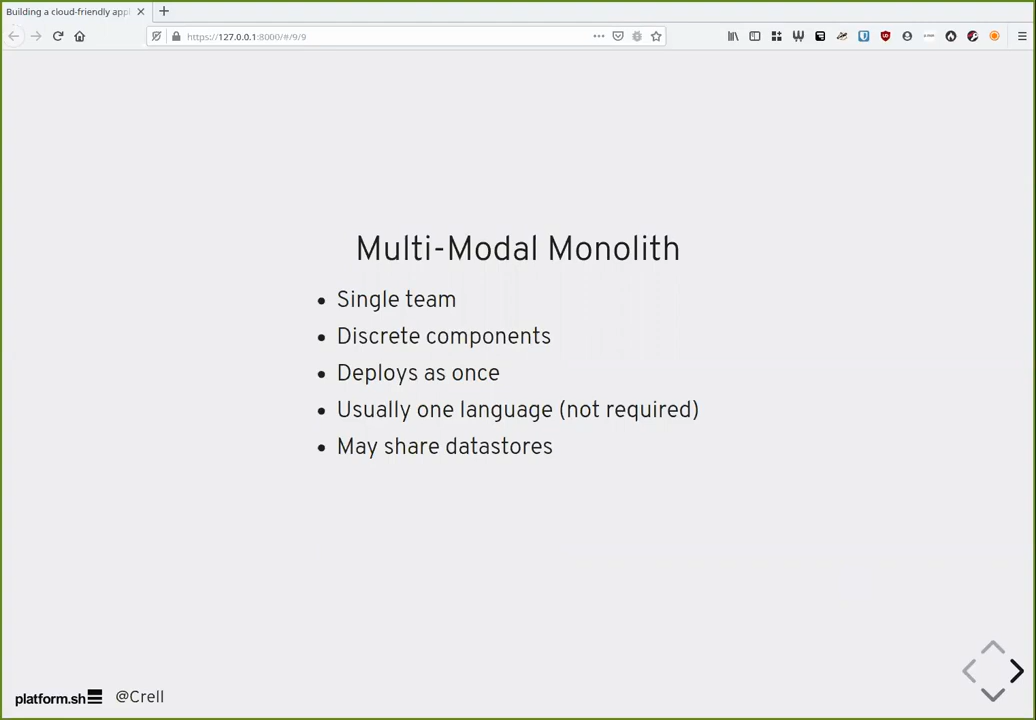 Building a cloud-friendly appl
https://127.0.0.1:8000/#/9/9
Multi-Modal Monolith
• Single team
• Discrete components
• Deploys as once
• Usually one language (not required)
• May share datastores
platform.sh @Crell